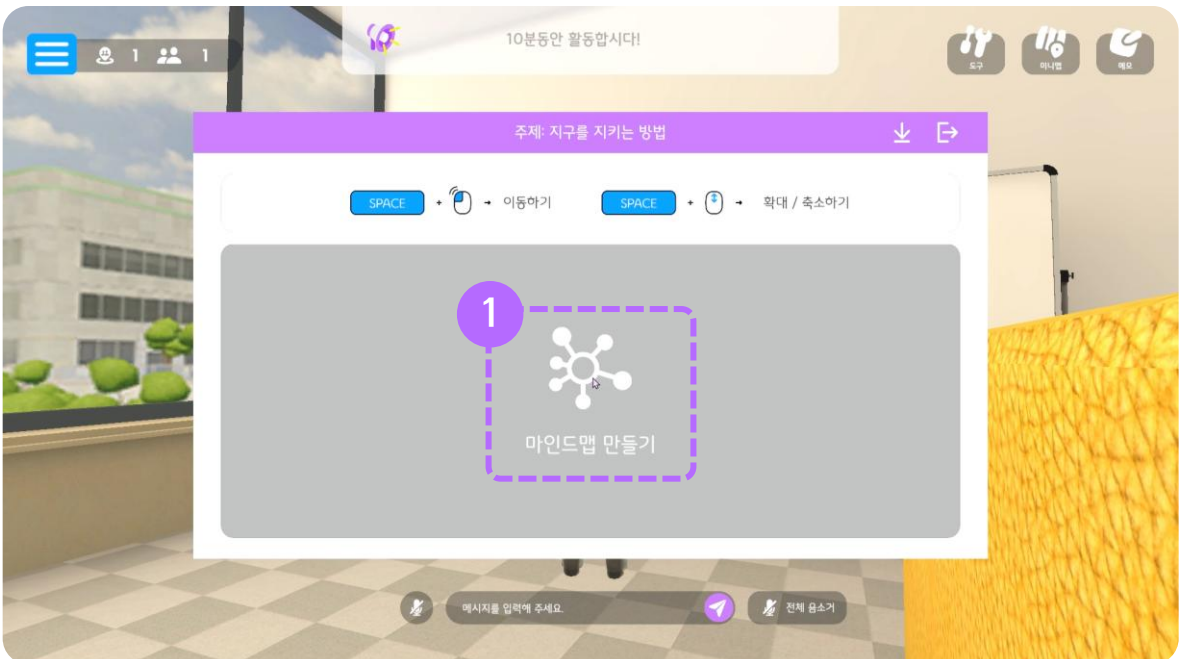 1 1
10분동안 활동합시다!
도구
미니맵
메모
주제: 지구를 지키는 방법
SPACE + → 이동하기
SPACE + → 확대 / 축소하기
1
마인드맵 만들기
메시지를 입력해 주세요.
전체 음소거